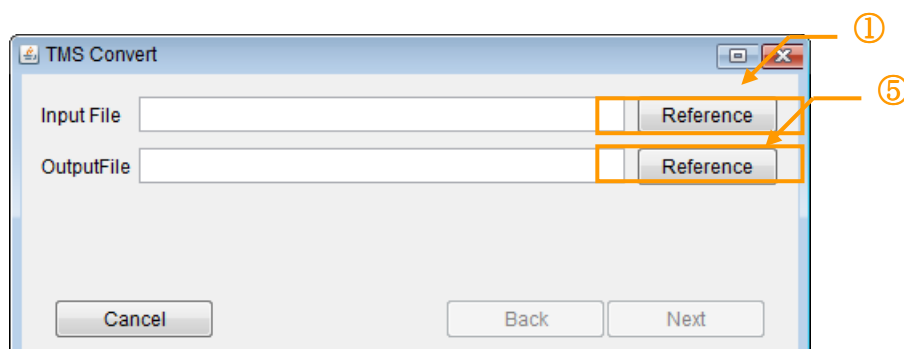 ①
TMS Convert
⑤
Input File Reference
OutputFile Reference
Cancel Back Next